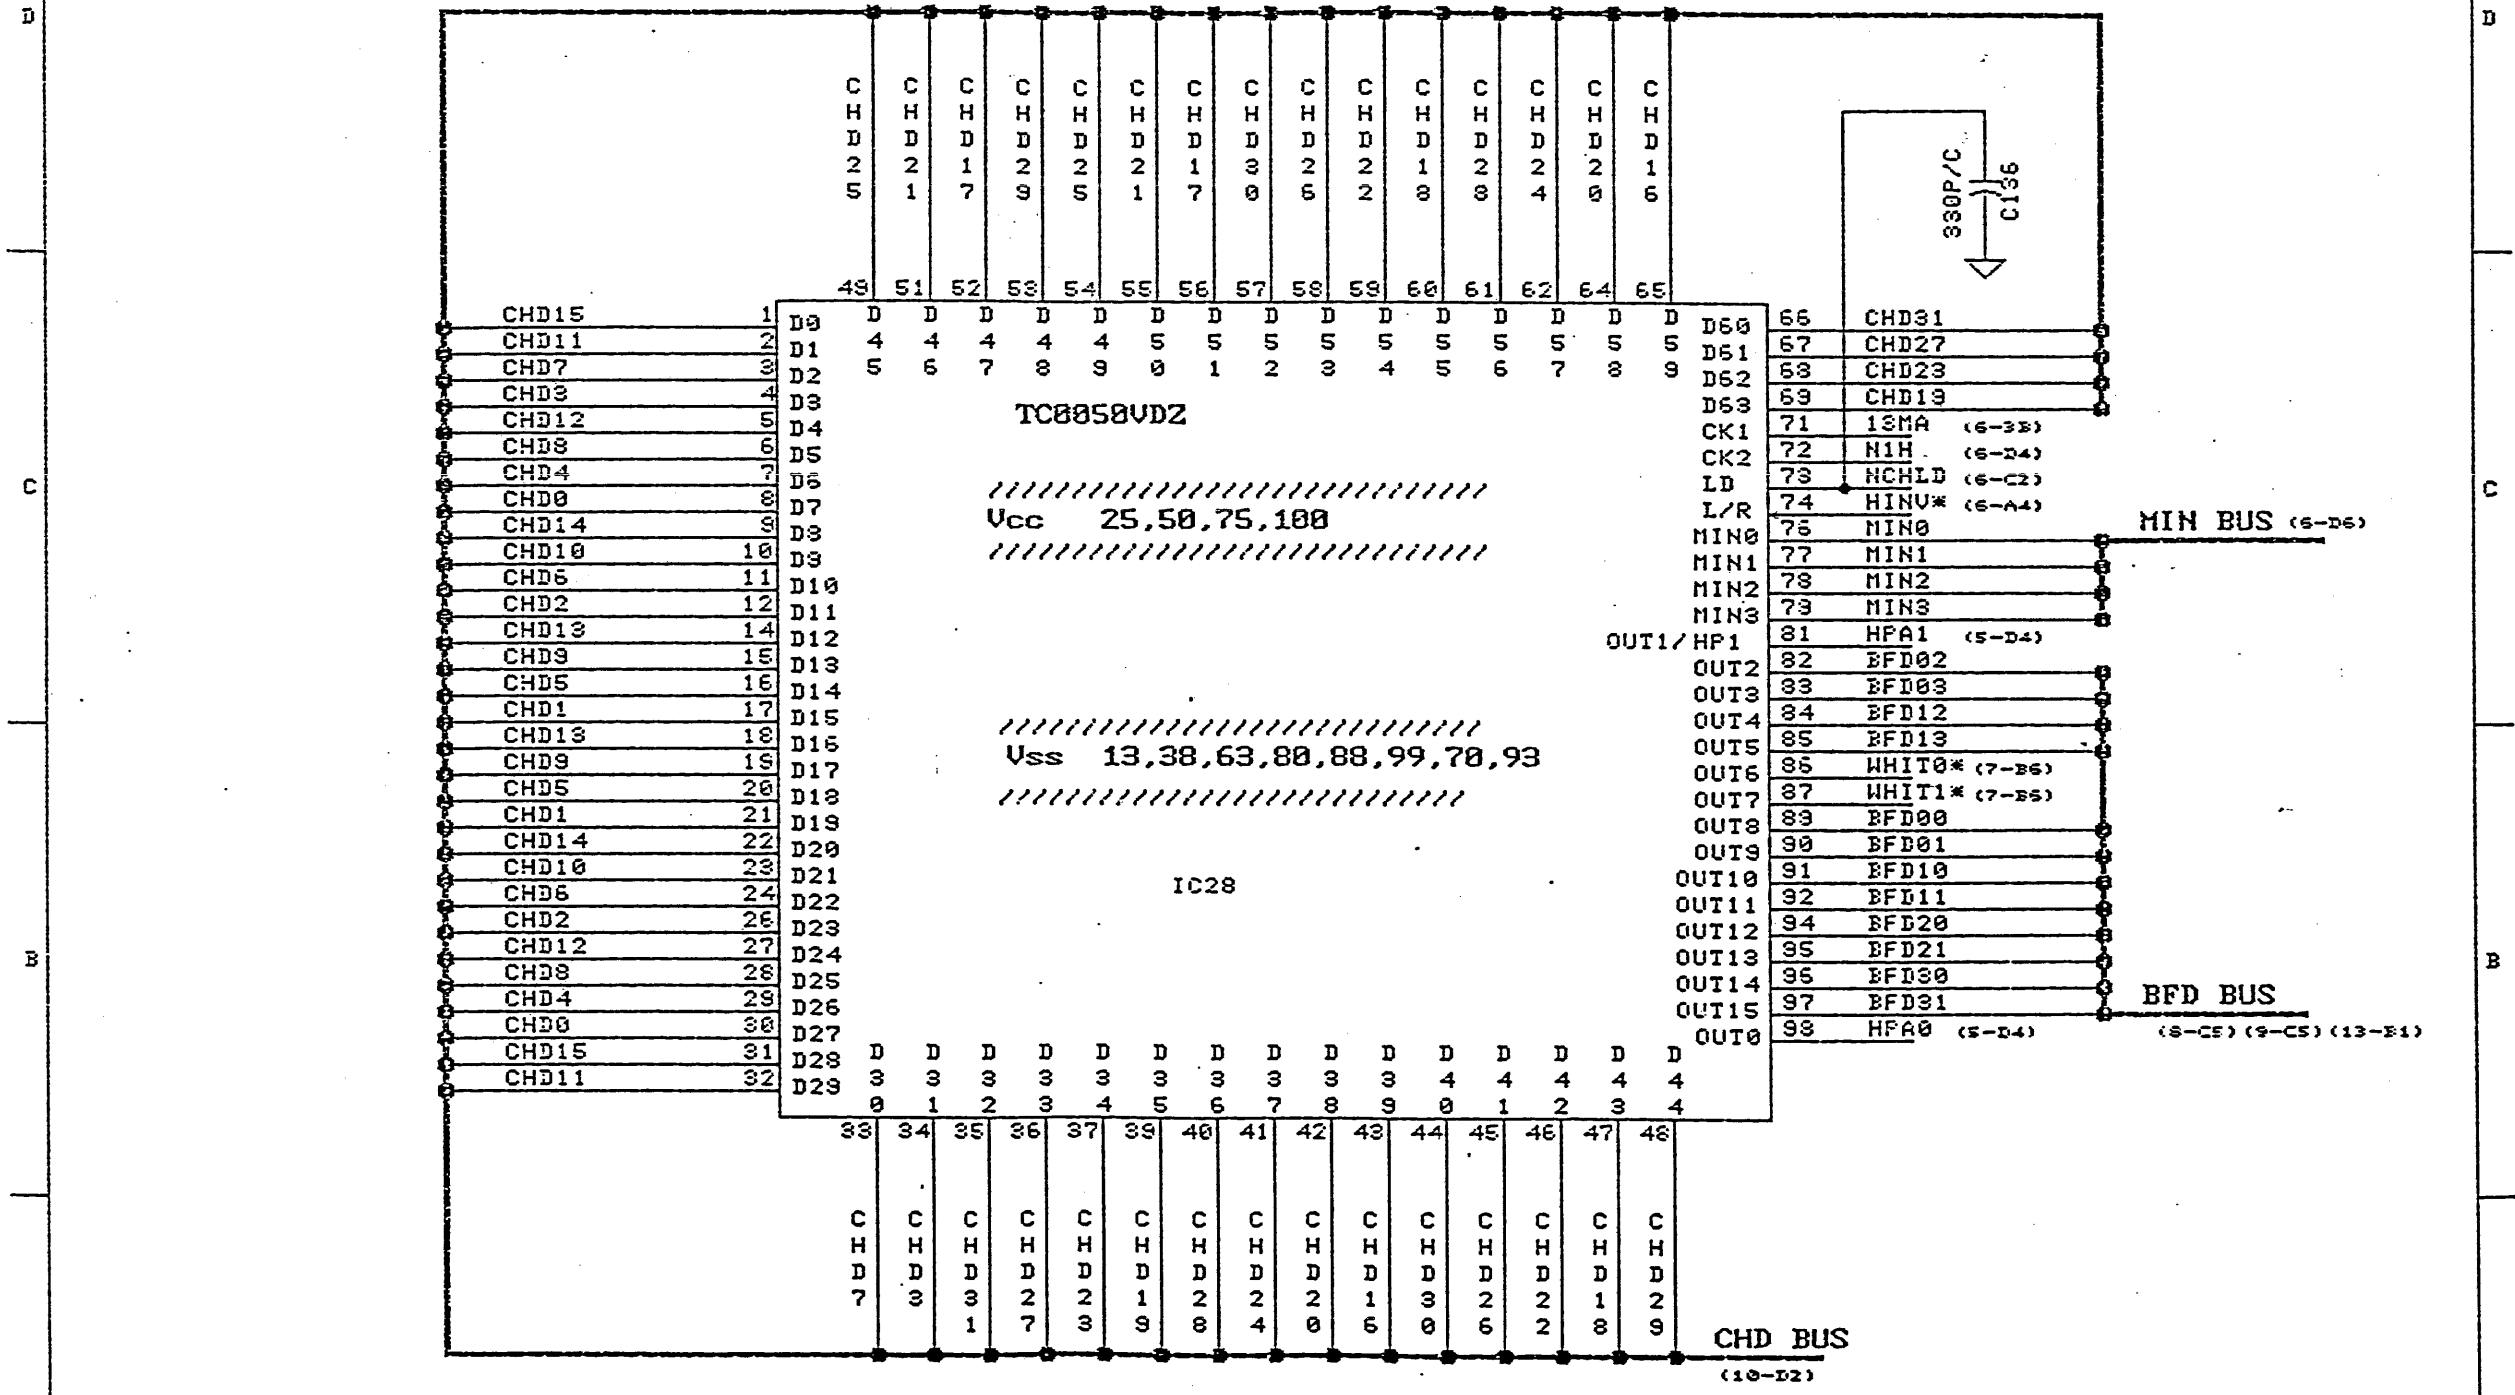 D
D
CHD25
CHD21
CHD17
CHD29
CHD25
CHD21
CHD17
CHD30
CHD26
CHD22
CHD18
CHD28
CHD24
CHD20
CHD16
330P/C
C136
49 51 52 53 54 55 56 57 58 59 60 61 62 64 65
D45 D46 D47 D48 D49 D50 D51 D52 D53 D54 D55 D56 D57 D58 D59
CHD15 1 D0
CHD11 2 D1
CHD7 3 D2
CHD3 4 D3
CHD12 5 D4
CHD8 6 D5
CHD4 7 D6
CHD0 8 D7
CHD14 9 D8
CHD10 10 D9
CHD6 11 D10
CHD2 12 D11
CHD13 14 D12
CHD9 15 D13
CHD5 16 D14
CHD1 17 D15
CHD13 18 D16
CHD9 19 D17
CHD5 20 D18
CHD1 21 D19
CHD14 22 D20
CHD10 23 D21
CHD6 24 D22
CHD2 26 D23
CHD12 27 D24
CHD8 28 D25
CHD4 29 D26
CHD0 30 D27
CHD15 31 D28
CHD11 32 D29
TC0050VDZ
/////////////////////////////
Vcc 25,50,75,100
/////////////////////////////
////////////////////////////
Vss 13,38,63,80,88,99,70,93
///////////////////////////
IC28
D60 66 CHD31
D61 67 CHD27
D62 68 CHD23
D63 69 CHD19
CK1 71 13MA (6-3B)
CK2 72 N1H (6-D4)
LD 73 NCHLD (6-C2)
L/R 74 HINV* (6-A4)
MIN0 76 MIN0
MIN1 77 MIN1
MIN2 78 MIN2
MIN3 79 MIN3
OUT1/HP1 81 HPA1 (5-D4)
OUT2 82 BFD02
OUT3 83 BFD03
OUT4 84 BFD12
OUT5 85 BFD13
OUT6 86 WHIT0* (7-B6)
OUT7 87 WHIT1* (7-B5)
OUT8 89 BFD00
OUT9 90 BFD01
OUT10 91 BFD10
OUT11 92 BFD11
OUT12 94 BFD20
OUT13 95 BFD21
OUT14 96 BFD30
OUT15 97 BFD31
OUT0 98 HPA0 (5-D4)
MIN BUS (6-D6)
BFD BUS
(8-C5)(9-C5)(13-B1)
C
C
B
B
D30 D31 D32 D33 D34 D35 D36 D37 D38 D39 D40 D41 D42 D43 D44
33 34 35 36 37 39 40 41 42 43 44 45 46 47 48
CHD7
CHD3
CHD31
CHD27
CHD23
CHD19
CHD28
CHD24
CHD20
CHD16
CHD30
CHD26
CHD22
CHD18
CHD29
CHD BUS
(10-D2)